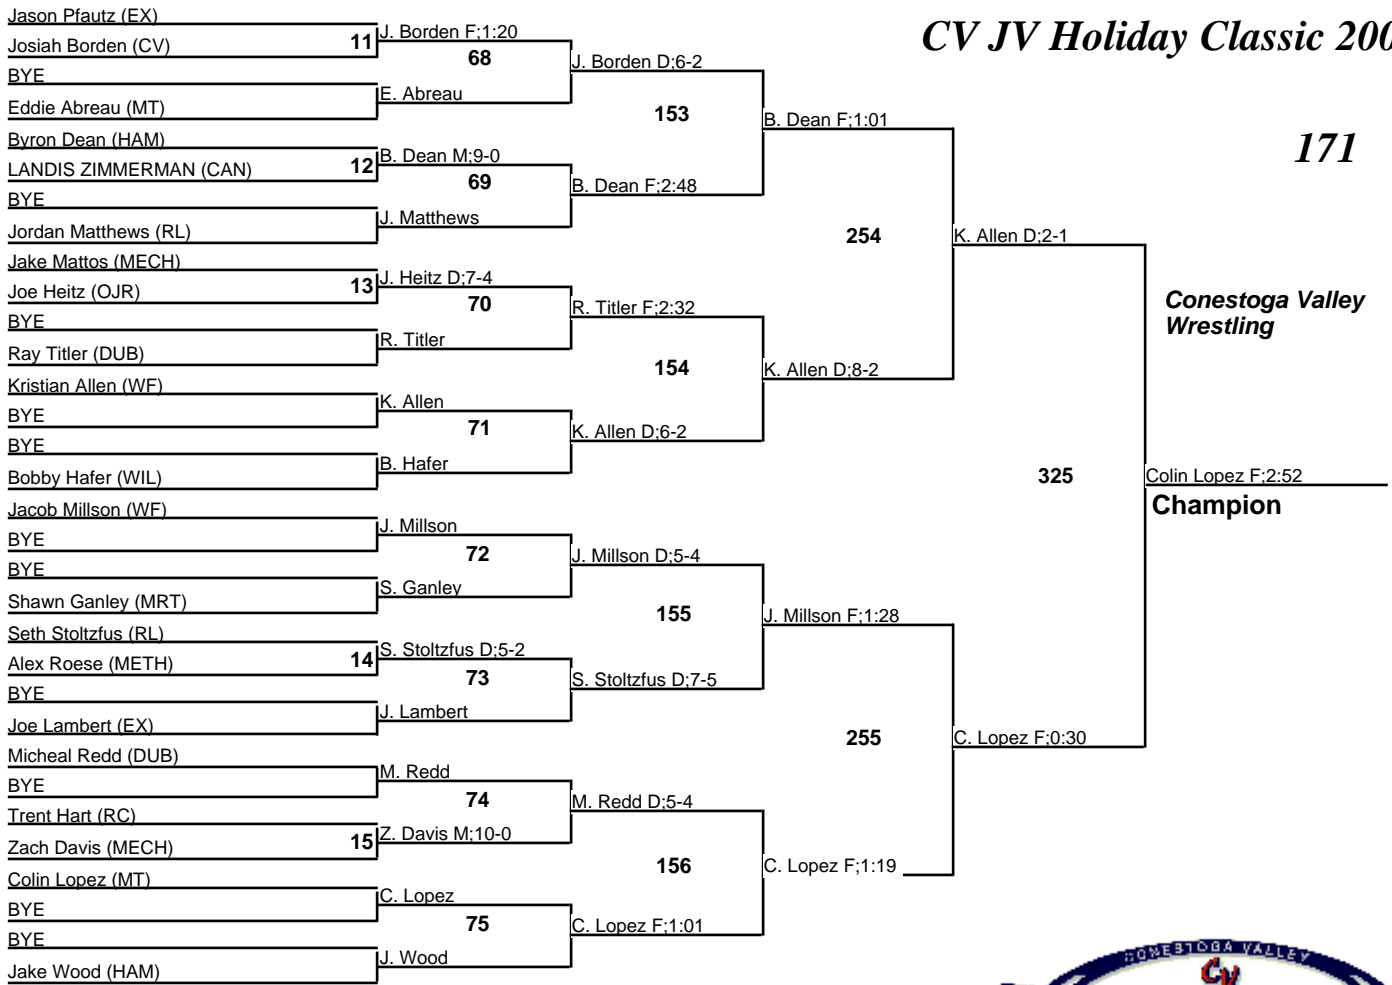 CV JV Holiday Classic 200
171
Conestoga Valley
Wrestling
Jason Pfautz (EX)
Josiah Borden (CV)
BYE
Eddie Abreau (MT)
Byron Dean (HAM)
LANDIS ZIMMERMAN (CAN)
BYE
Jordan Matthews (RL)
Jake Mattos (MECH)
Joe Heitz (OJR)
BYE
Ray Titler (DUB)
Kristian Allen (WF)
BYE
BYE
Bobby Hafer (WIL)
Jacob Millson (WF)
BYE
BYE
Shawn Ganley (MRT)
Seth Stoltzfus (RL)
Alex Roese (METH)
BYE
Joe Lambert (EX)
Micheal Redd (DUB)
BYE
Trent Hart (RC)
Zach Davis (MECH)
Colin Lopez (MT)
BYE
BYE
Jake Wood (HAM)
11
12
13
14
15
J. Borden F;1:20
68
E. Abreau
B. Dean M;9-0
69
J. Matthews
J. Heitz D;7-4
70
R. Titler
K. Allen
71
B. Hafer
J. Millson
72
S. Ganley
S. Stoltzfus D;5-2
73
J. Lambert
M. Redd
74
Z. Davis M;10-0
C. Lopez
75
J. Wood
J. Borden D;6-2
153
B. Dean F;2:48
R. Titler F;2:32
154
K. Allen D;6-2
J. Millson D;5-4
155
S. Stoltzfus D;7-5
M. Redd D;5-4
156
C. Lopez F;1:01
B. Dean F;1:01
254
K. Allen D;8-2
J. Millson F;1:28
255
C. Lopez F;1:19
K. Allen D;2-1
325
C. Lopez F;0:30
Colin Lopez F;2:52
Champion
CONESTOGA VALLEY
CV